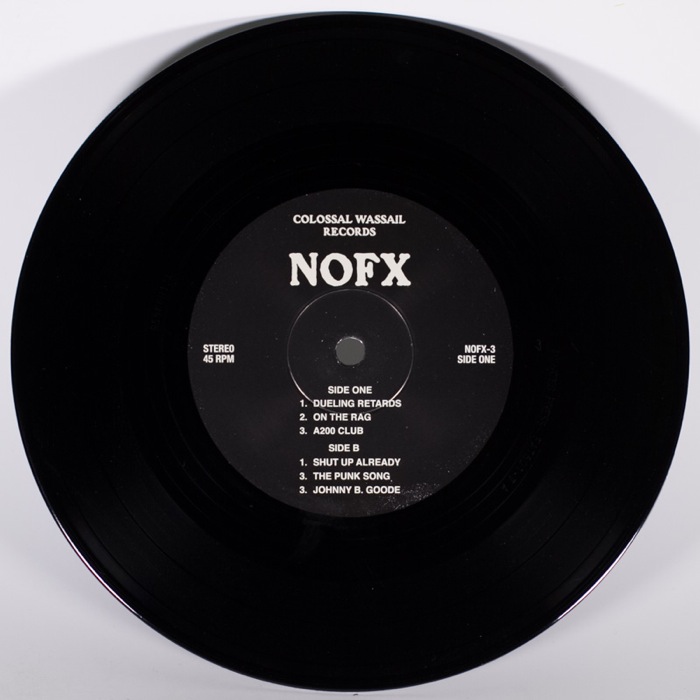 COLOSSAL WASSAIL
RECORDS
NOFX
STEREO
45 RPM
NOFX-3
SIDE ONE
SIDE ONE
1. DUELING RETARDS
2. ON THE RAG
3. A200 CLUB
SIDE B
1. SHUT UP ALREADY
3. THE PUNK SONG
3. JOHNNY B. GOODE